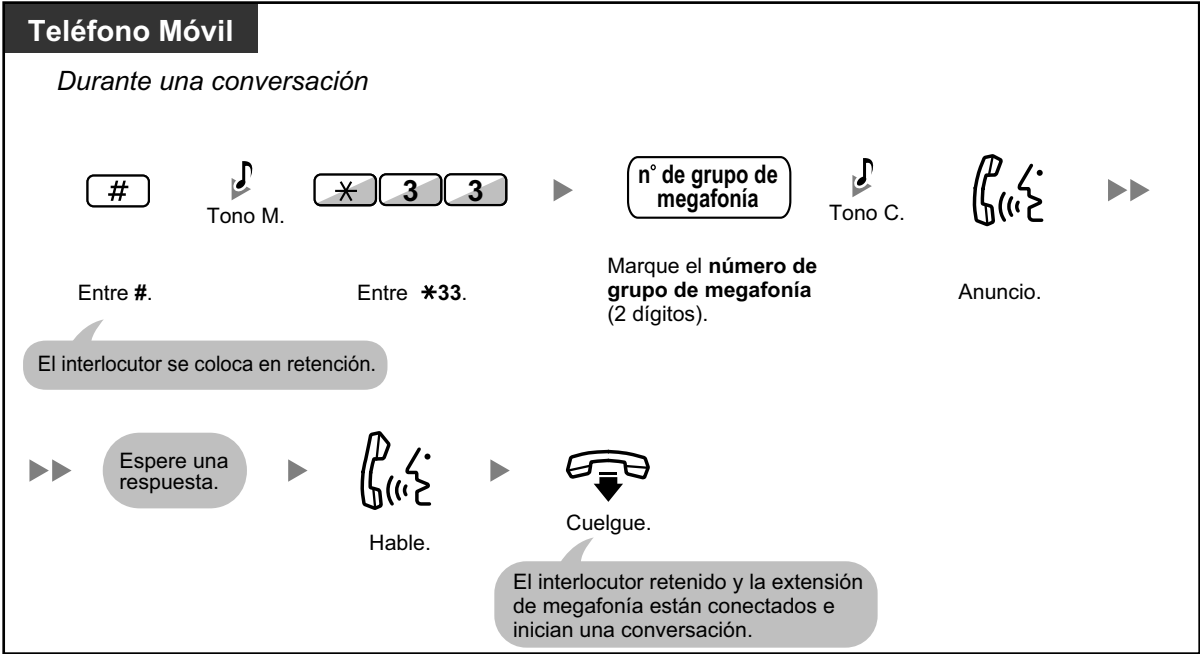 Teléfono Móvil
Durante una conversación
#
Tono M.
* 3 3
n° de grupo de
megafonía
Tono C.
Entre #.
Entre *33.
Marque el número de
grupo de megafonía
(2 dígitos).
Anuncio.
El interlocutor se coloca en retención.
Espere una
respuesta.
Hable.
Cuelgue.
El interlocutor retenido y la extensión
de megafonía están conectados e
inician una conversación.